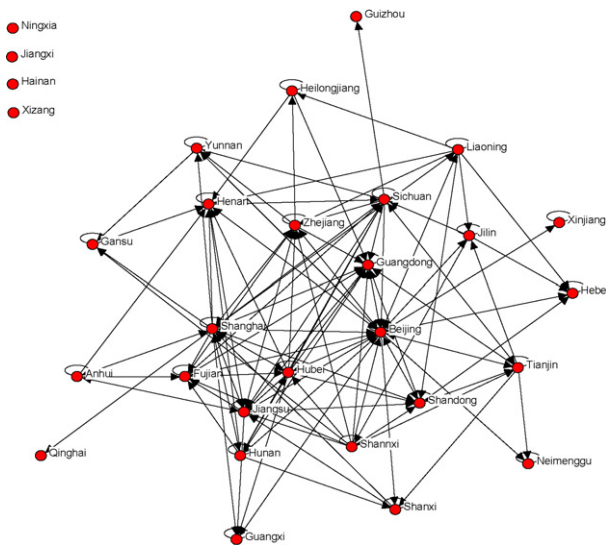 Guizhou
Ningxia
Jiangxi
Hainan
Xizang
Heilongjiang
Yunnan
Liaoning
Henan
Sichuan
Zhejiang
Jilin
Xinjiang
Gansu
Guangdong
Hebe
Shangha
Beijing
Anhui
Fujian
Hubei
Tianjin
Jiangsu
Shandong
Shannxi
Qinghai
Hunan
Neimenggu
Shanxi
Guangxi